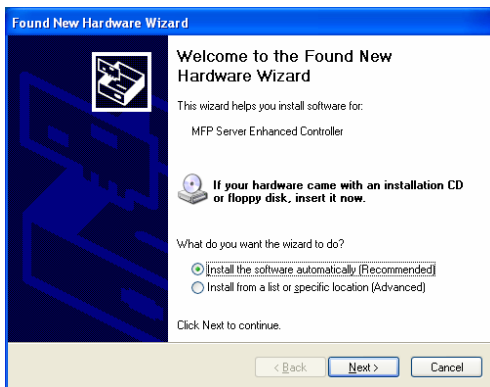 Found New Hardware Wizard
Welcome to the Found New
Hardware Wizard
This wizard helps you install software for:
MFP Server Enhanced Controller
If your hardware came with an installation CD
or floppy disk, insert it now.
What do you want the wizard to do?
Install the software automatically (Recommended)
Install from a list or specific location (Advanced)
Click Next to continue.
< Back
Next >
Cancel